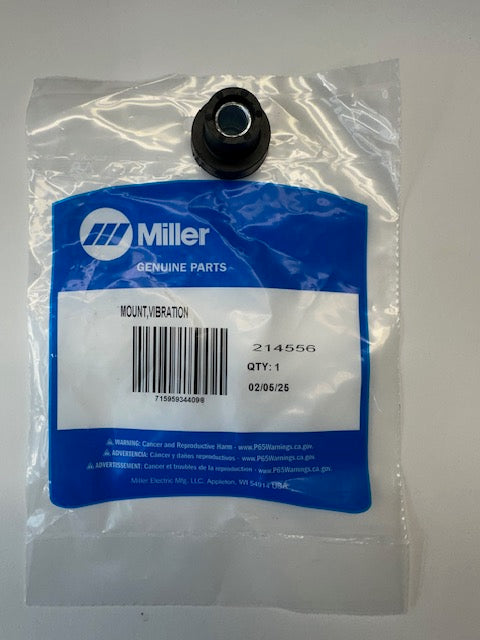 Miller
GENUINE PARTS
MOUNT,VIBRATION
214556
QTY: 1
02/05/25
715959344098
WARNING: Cancer and Reproductive Harm - www.P65Warnings.ca.gov.
ADVERTENCIA: Cancer y daños reproductivos - www.P65Warnings.ca.gov.
ADVERTISSEMENT: Cancer et troubles de la reproduction - www.P65Warnings.ca.gov.
Miller Electric Mfg. LLC. Appleton, WI 54914 USA